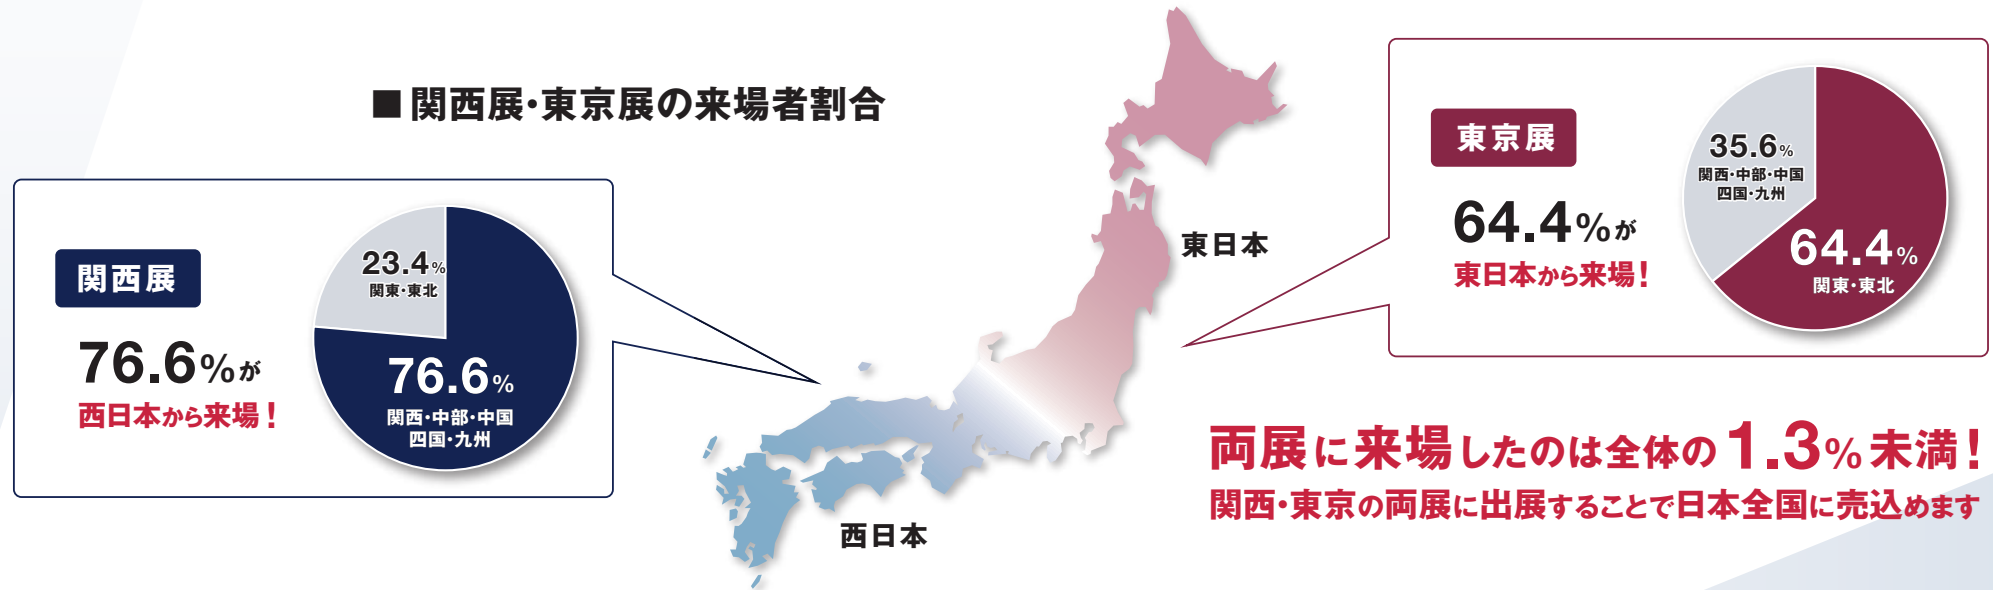 ■関西展・東京展の来場者割合
関西展
76.6%が
西日本から来場!
23.4%
関東・東北
76.6%
関西・中部・中国
四国・九州
東日本
西日本
東京展
64.4%が
東日本から来場!
35.6%
関西・中部・中国
四国・九州
64.4%
関東・東北
両展に来場したのは全体の1.3%未満!
関西・東京の両展に出展することで日本全国に売込めます